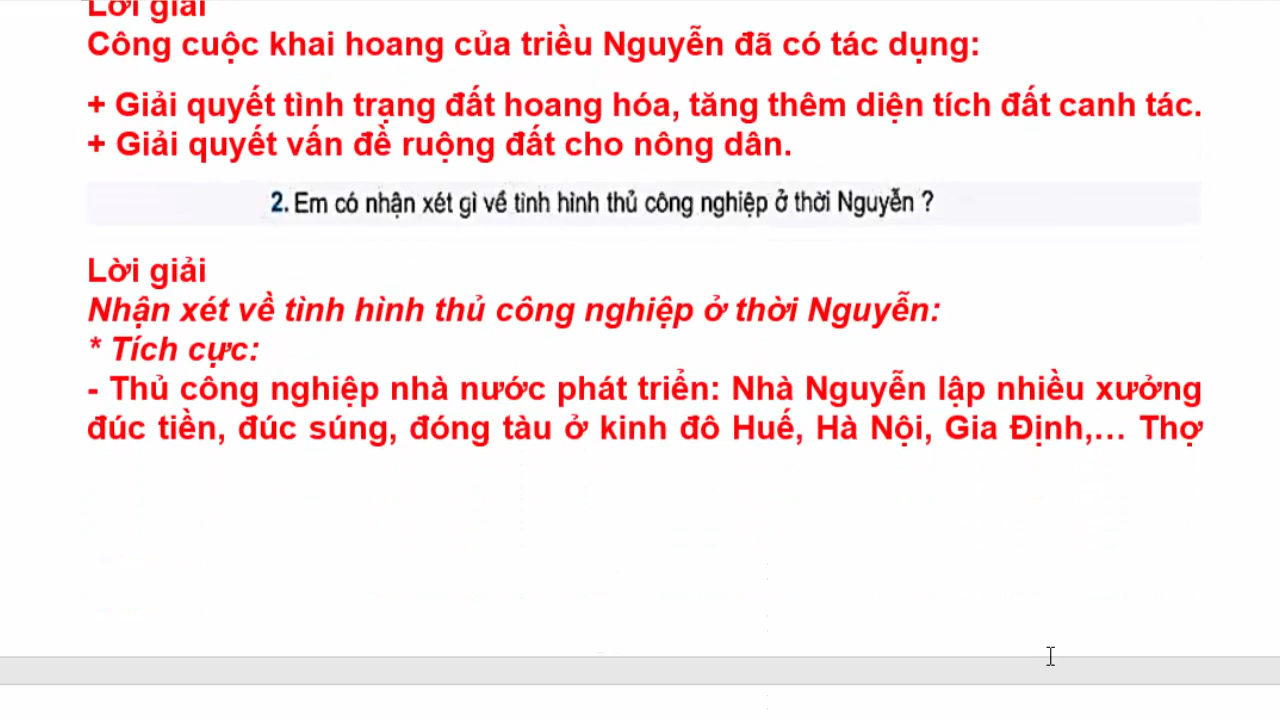 Lời giải
Công cuộc khai hoang của triều Nguyễn đã có tác dụng:
+ Giải quyết tình trạng đất hoang hóa, tăng thêm diện tích đất canh tác.
+ Giải quyết vấn đề ruộng đất cho nông dân.
2. Em có nhận xét gì về tình hình thủ công nghiệp ở thời Nguyễn ?
Lời giải
Nhận xét về tình hình thủ công nghiệp ở thời Nguyễn:
* Tích cực:
- Thủ công nghiệp nhà nước phát triển: Nhà Nguyễn lập nhiều xưởng
đúc tiền, đúc súng, đóng tàu ở kinh đô Huế, Hà Nội, Gia Định,... Thợ